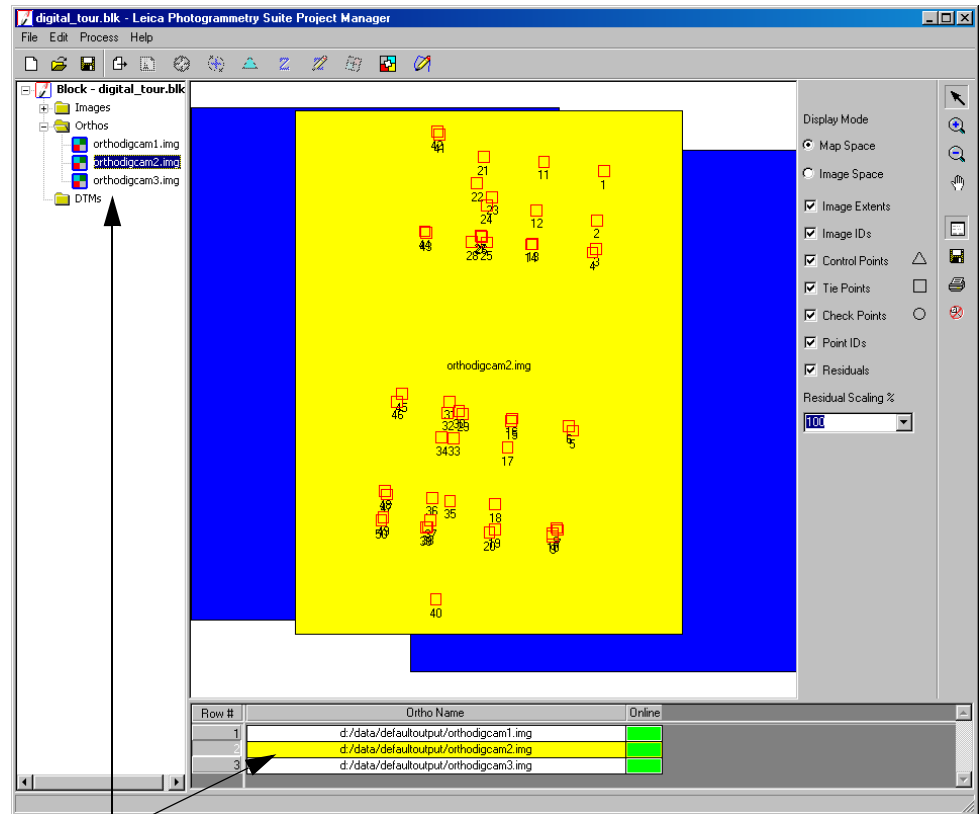 digital_tour.blk - Leica Photogrammetry Suite Project Manager
File Edit Process Help
Block - digital_tour.blk
Images
Orthos
orthodigcam1.img
orthodigcam2.img
orthodigcam3.img
DTMs
41
21
11
1
22
23
24
12
2
28
25
14
3
4
orthodigcam2.img
45
46
31
32
29
15
6
5
34
33
17
36
35
18
50
20
19
40
Display Mode
Map Space
Image Space
Image Extents
Image IDs
Control Points
Tie Points
Check Points
Point IDs
Residuals
Residual Scaling %
100
Row # Ortho Name Online
1 d:/data/defaultoutput/orthodigcam1.img
2 d:/data/defaultoutput/orthodigcam2.img
3 d:/data/defaultoutput/orthodigcam3.img